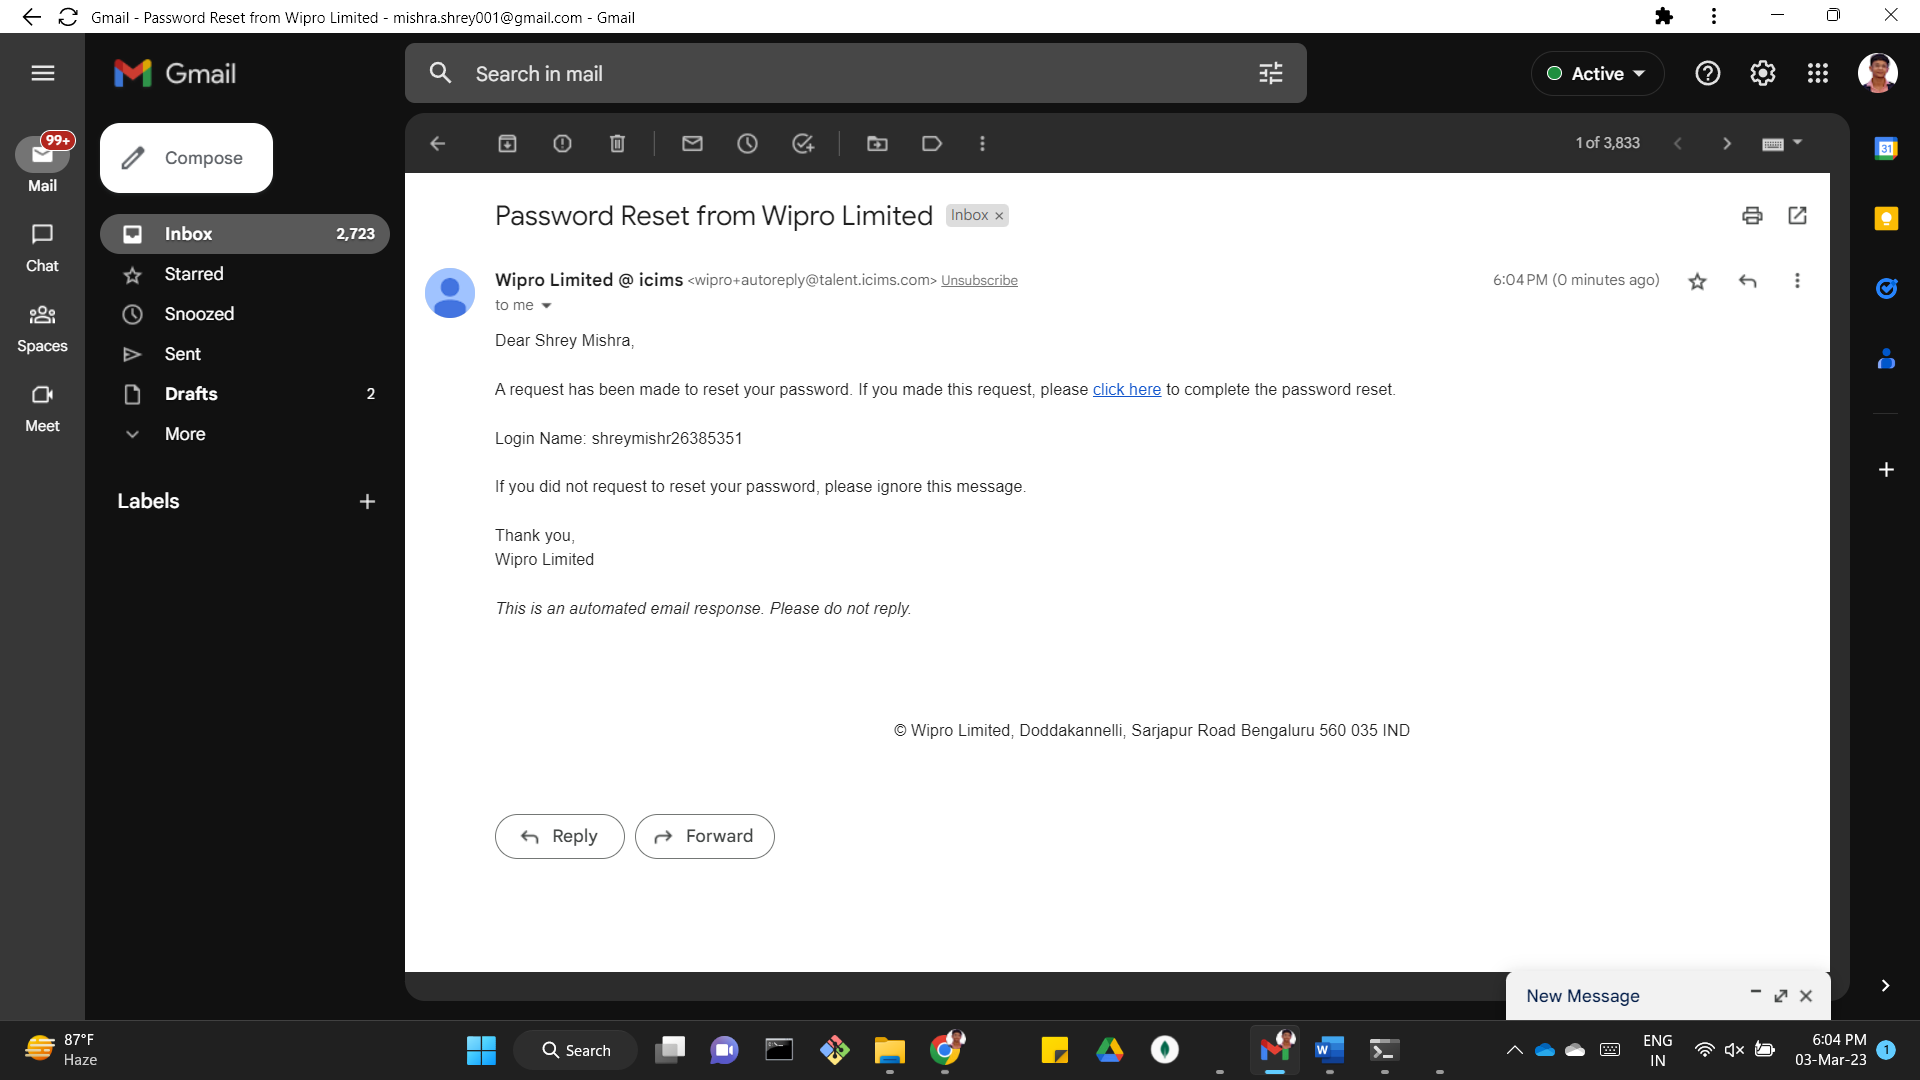 Gmail - Password Reset from Wipro Limited - mishra.shrey001@gmail.com - Gmail
Gmail
Search in mail
Active
99+
Mail
Chat
Spaces
Meet
Compose
Inbox 2,723
Starred
Snoozed
Sent
Drafts 2
More
Labels
1 of 3,833
31
Password Reset from Wipro Limited Inbox ×
Wipro Limited @ icims <wipro+autoreply@talent.icims.com> Unsubscribe
6:04 PM (0 minutes ago)
to me
Dear Shrey Mishra,
A request has been made to reset your password. If you made this request, please click here to complete the password reset.
Login Name: shreymishr26385351
If you did not request to reset your password, please ignore this message.
Thank you,
Wipro Limited
This is an automated email response. Please do not reply.
© Wipro Limited, Doddakannelli, Sarjapur Road Bengaluru 560 035 IND
Reply
Forward
New Message
87°F
Haze
Search
W
ENG
IN
6:04 PM
03-Mar-23
1